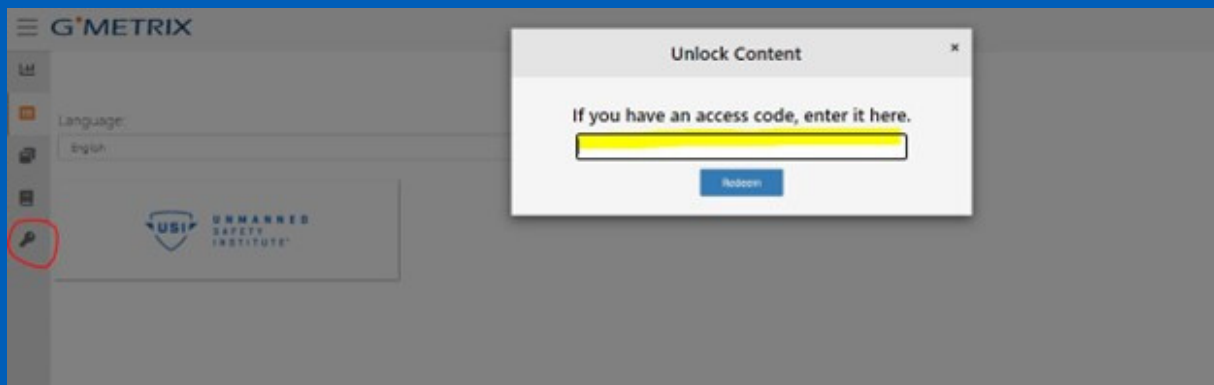 G'METRIX
Unlock Content
×
If you have an access code, enter it here.
Redeem
Language:
English
USI UNMANNED
SAFETY
INSTITUTE